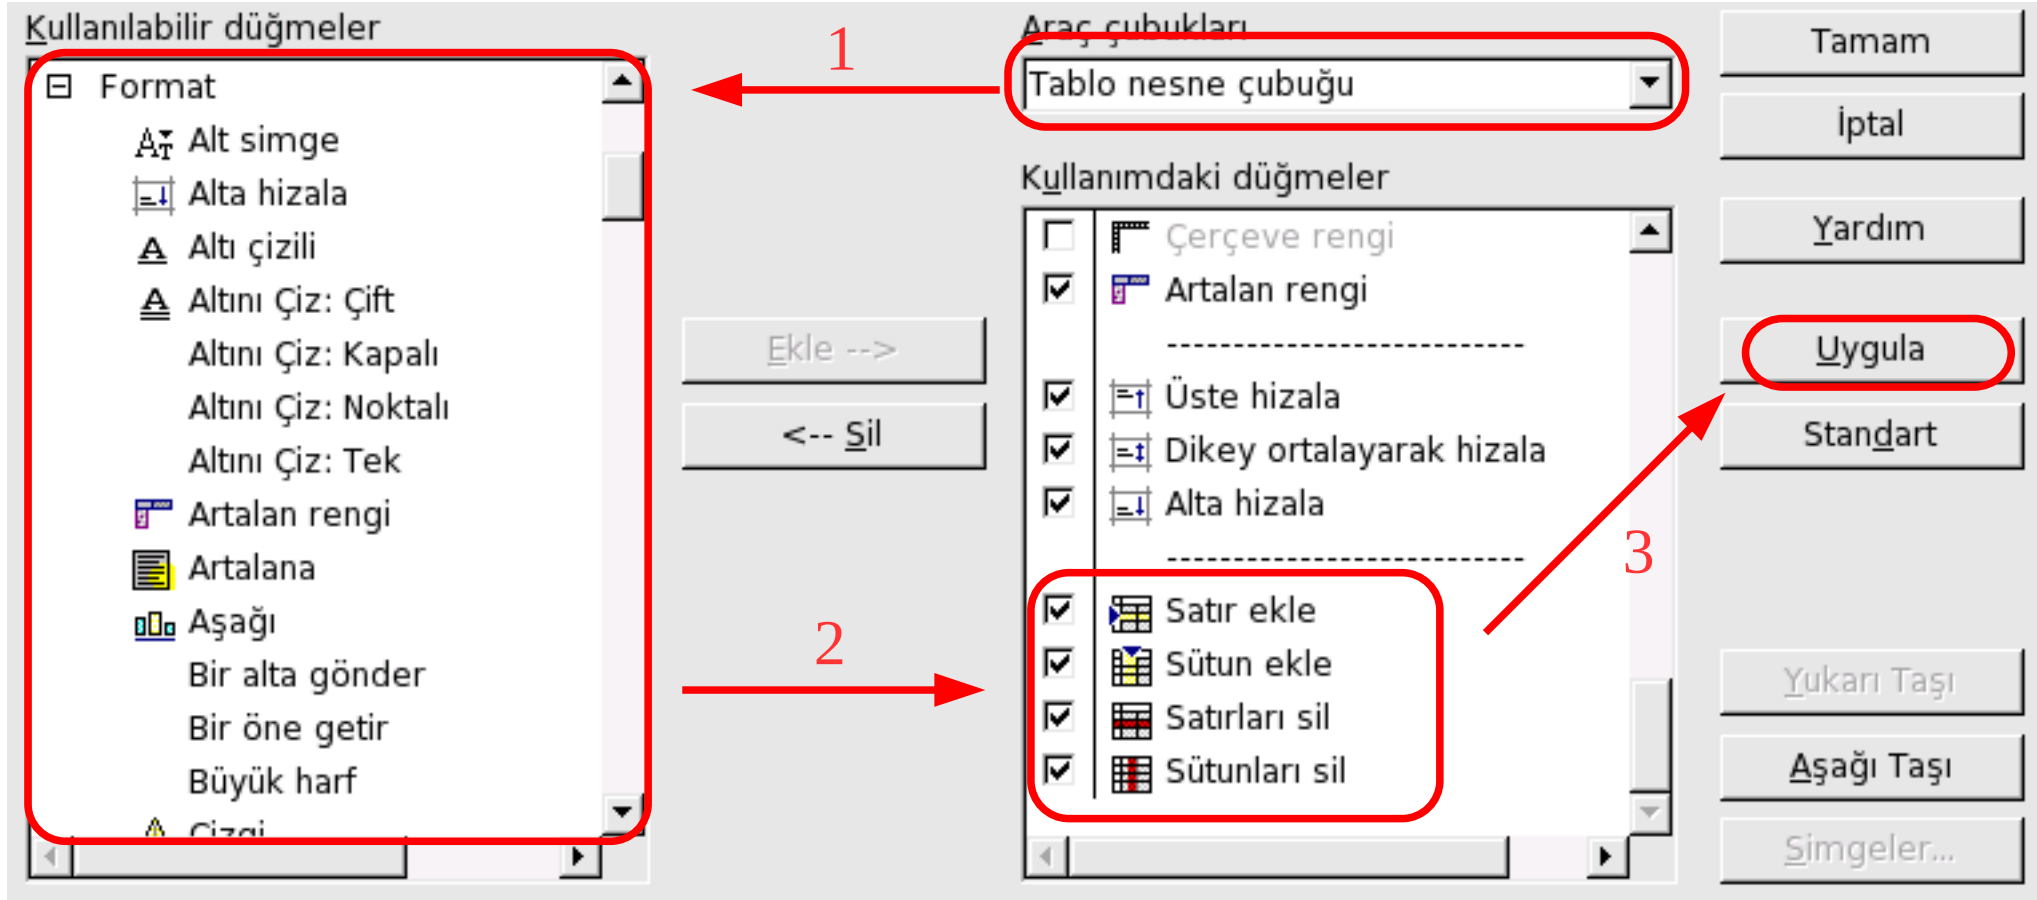 Kullanılabilir düğmeler
Format
Alt simge
Alta hizala
Altı çizili
Altını Çiz: Çift
Altını Çiz: Kapalı
Altını Çiz: Noktalı
Altını Çiz: Tek
Artalan rengi
Artalana
Aşağı
Bir alta gönder
Bir öne getir
Büyük harf
Çizgi
1
Ekle -->
<-- Sil
2
Araç çubukları
Tablo nesne çubuğu
Kullanımdaki düğmeler
Çerçeve rengi
Artalan rengi
---------------------------
Üste hizala
Dikey ortalayarak hizala
Alta hizala
---------------------------
Satır ekle
Sütun ekle
Satırları sil
Sütunları sil
3
Tamam
İptal
Yardım
Uygula
Standart
Yukarı Taşı
Aşağı Taşı
Simgeler...